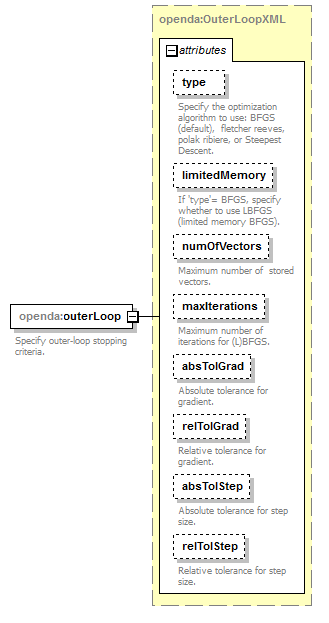 openda:OuterLoopXML
attributes
type
Specify the optimization
algorithm to use: BFGS
(default),  fletcher reeves,
polak ribiere, or Steepest
Descent.
limitedMemory
If 'type'= BFGS, specify
whether to use LBFGS
(limited memory BFGS).
numOfVectors
Maximum number of  stored
vectors.
openda:outerLoop
Specify outer-loop stopping
criteria.
maxIterations
Maximum number of
iterations for (L)BFGS.
absTolGrad
Absolute tolerance for
gradient.
relTolGrad
Relative tolerance for
gradient.
absTolStep
Absolute tolerance for step
size.
relTolStep
Relative tolerance for step
size.